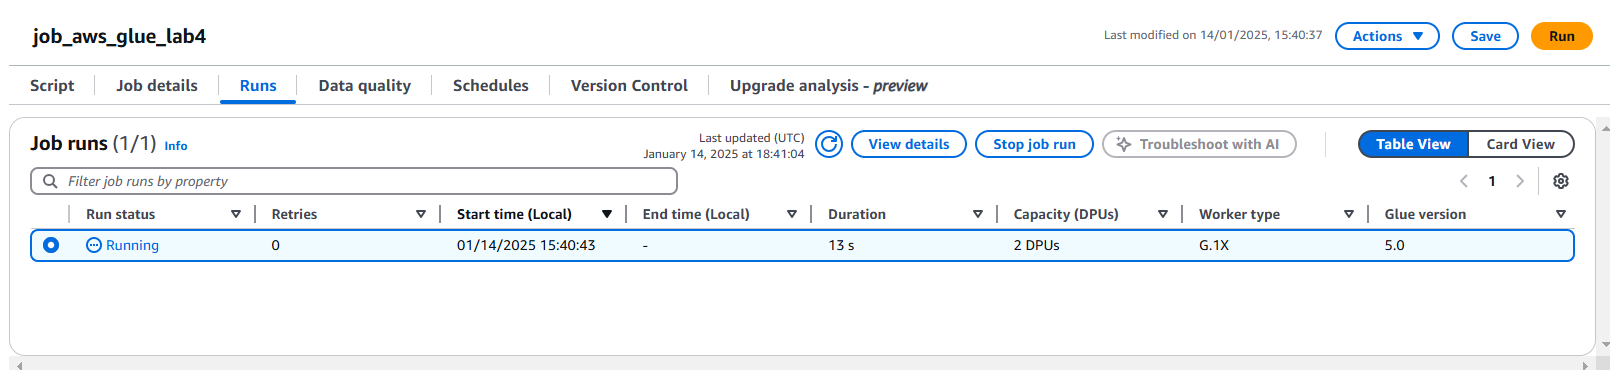 job_aws_glue_lab4
Last modified on 14/01/2025, 15:40:37
Actions
Save
Run
Script
Job details
Runs
Data quality
Schedules
Version Control
Upgrade analysis - preview
Job runs (1/1) Info
Last updated (UTC)
January 14, 2025 at 18:41:04
View details
Stop job run
Troubleshoot with AI
Table View
Card View
Filter job runs by property
1
Run status Retries Start time (Local) End time (Local) Duration Capacity (DPUs) Worker type Glue version
Running 0 01/14/2025 15:40:43 - 13 s 2 DPUs G.1X 5.0